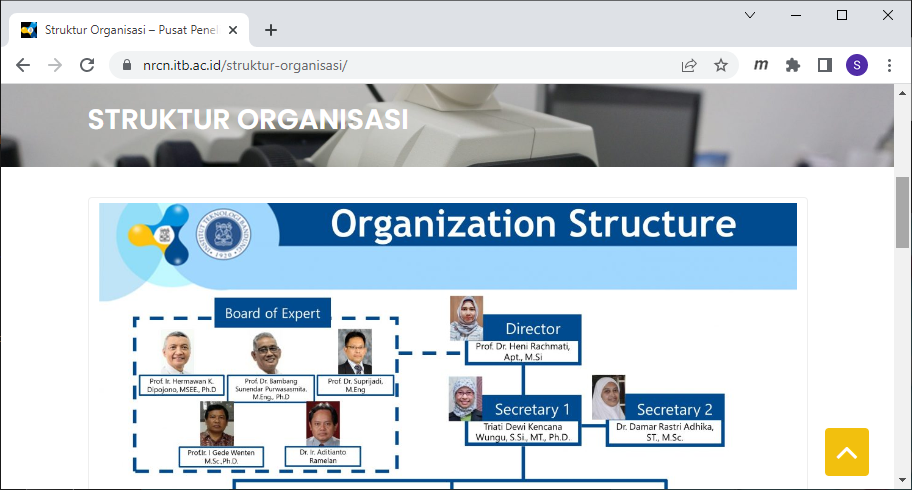 Struktur Organisasi – Pusat Pene
nrcn.itb.ac.id/struktur-organisasi/
m
S
STRUKTUR ORGANISASI
INSTITUT TEKNOLOGI BANDUNG
1920
Organization Structure
Board of Expert
Prof. Ir. Hermawan K.
Dipojono, MSEE., Ph.D
Prof. Dr. Bambang
Sunendar Purwasasmita,
M.Eng., Ph.D
Prof. Dr. Suprijadi,
M.Eng
Prof.Ir. I Gede Wenten
M.Sc.,Ph.D.
Dr. Ir. Aditianto
Ramelan
Director
Prof. Dr. Heni Rachmati,
Apt., M.Si
Secretary 1
Triati Dewi Kencana
Wungu, S.Si., MT., Ph.D.
Secretary 2
Dr. Damar Rastri Adhika,
ST., M.Sc.